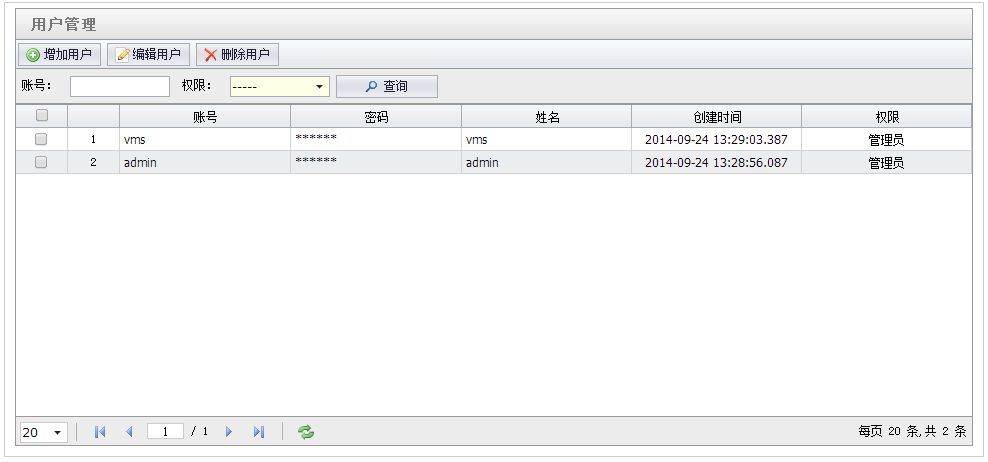 用户管理
增加用户 编辑用户 删除用户
账号： 权限： ----- 查询
账号 密码 姓名 创建时间 权限
1 vms ****** vms 2014-09-24 13:29:03.387 管理员
2 admin ****** admin 2014-09-24 13:28:56.087 管理员
20 1 / 1 每页 20 条,共 2 条